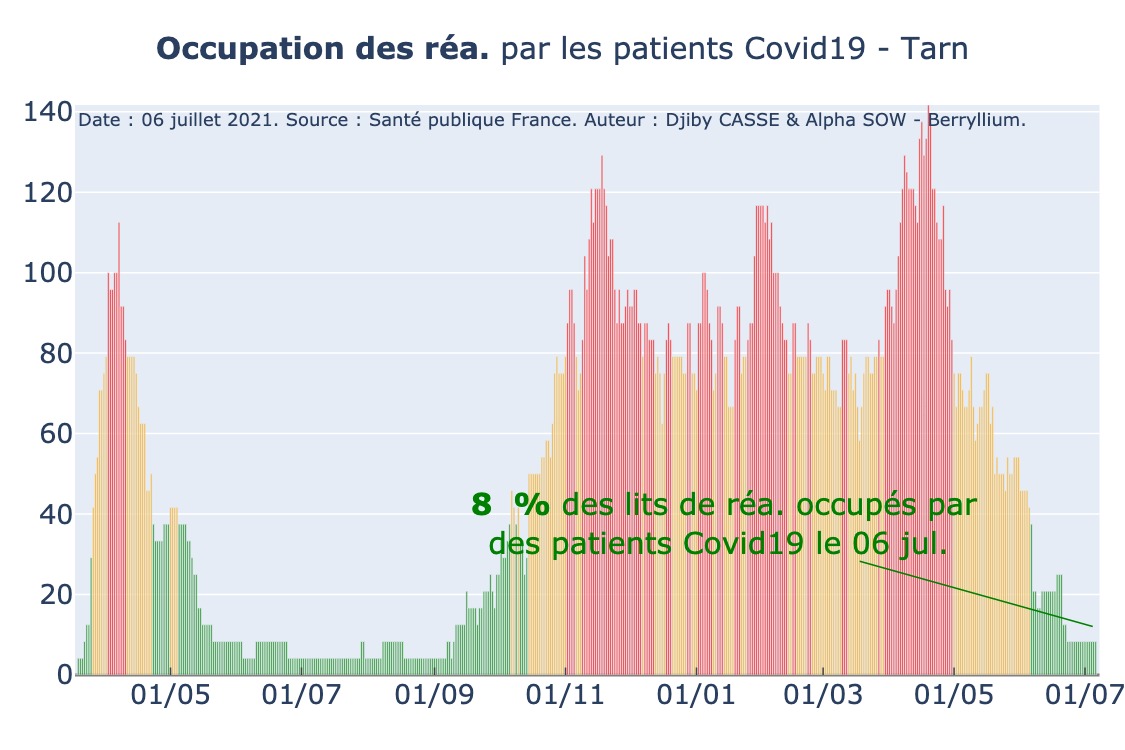 Occupation des réa. par les patients Covid19 - Tarn
140
Date : 06 juillet 2021. Source : Santé publique France. Auteur : Djiby CASSE & Alpha SOW - Berryllium.
120
100
80
60
40
8 % des lits de réa. occupés par
des patients Covid19 le 06 jul.
20
0
01/05 01/07 01/09 01/11 01/01 01/03 01/05 01/07